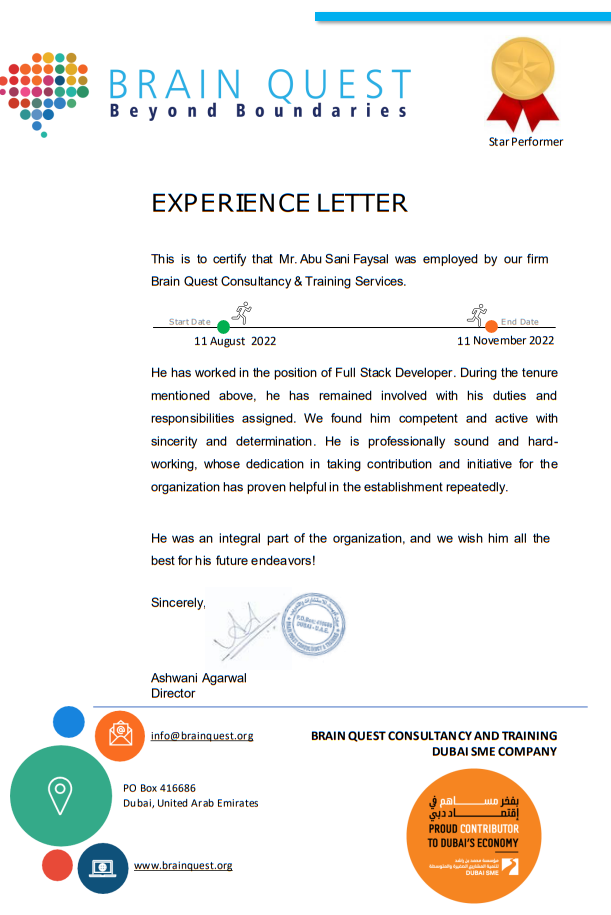 BRAIN QUEST
Beyond Boundaries
Star Performer
EXPERIENCE LETTER
This is to certify that Mr. Abu Sani Faysal was employed by our firm
Brain Quest Consultancy & Training Services.
Start Date
End Date
11 August 2022
11 November 2022
He has worked in the position of Full Stack Developer. During the tenure
mentioned above, he has remained involved with his duties and
responsibilities assigned. We found him competent and active with
sincerity and determination. He is professionally sound and hard-
working, whose dedication in taking contribution and initiative for the
organization has proven helpful in the establishment repeatedly.
He was an integral part of the organization, and we wish him all the
best for his future endeavors!
Sincerely,
P.O.Box: 416686
DUBAI - U.A.E.
Ashwani Agarwal
Director
info@brainquest.org
BRAIN QUEST CONSULTANCY AND TRAINING
DUBAI SME COMPANY
PO Box 416686
Dubai, United Arab Emirates
www.brainquest.org
بفخر مساهم في
إقتصاد دبي
PROUD CONTRIBUTOR
TO DUBAI'S ECONOMY
مؤسسة محمد بن راشد
لتنمية المشاريع الصغيرة والمتوسطة
DUBAI SME